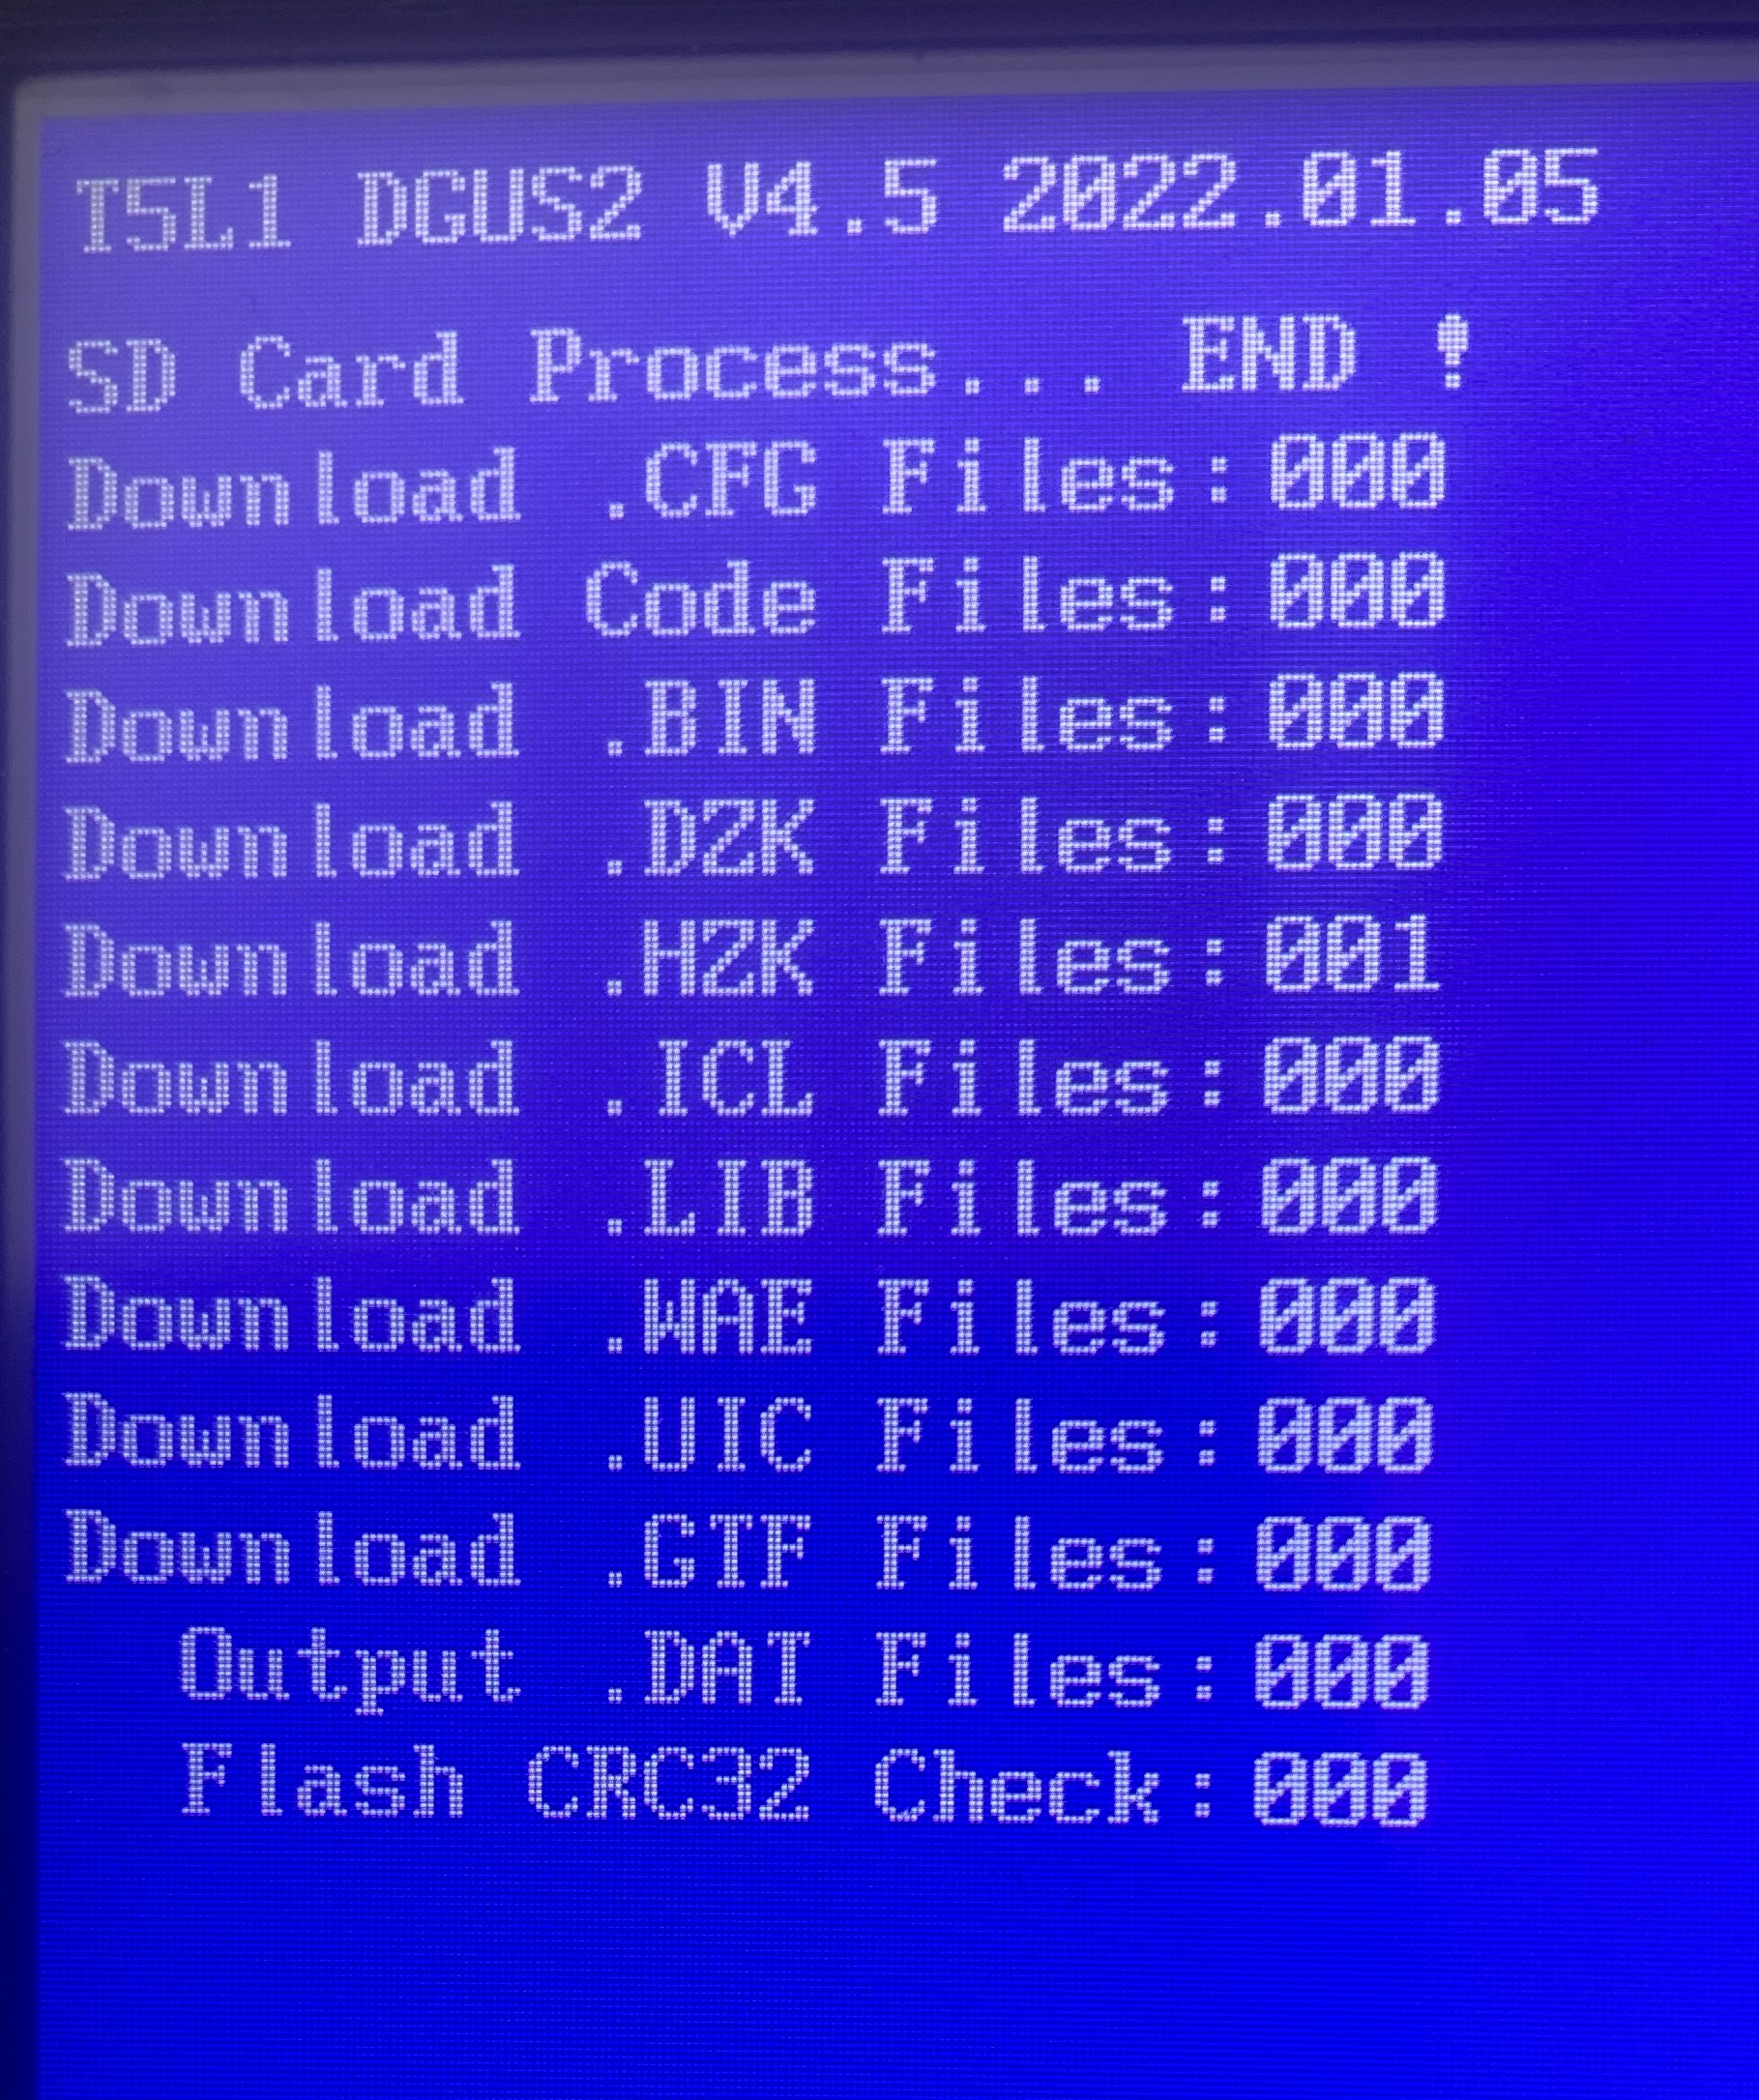 T5L1 DGUS2 V4.5 2022.01.05
SD Card Process... END !
Download .CFG Files:000
Download Code Files:000
Download .BIN Files:000
Download .DZK Files:000
Download .HZK Files:001
Download .ICL Files:000
Download .LIB Files:000
Download .WAE Files:000
Download .UIC Files:000
Download .GTF Files:000
Output .DAT Files:000
Flash CRC32 Check:000